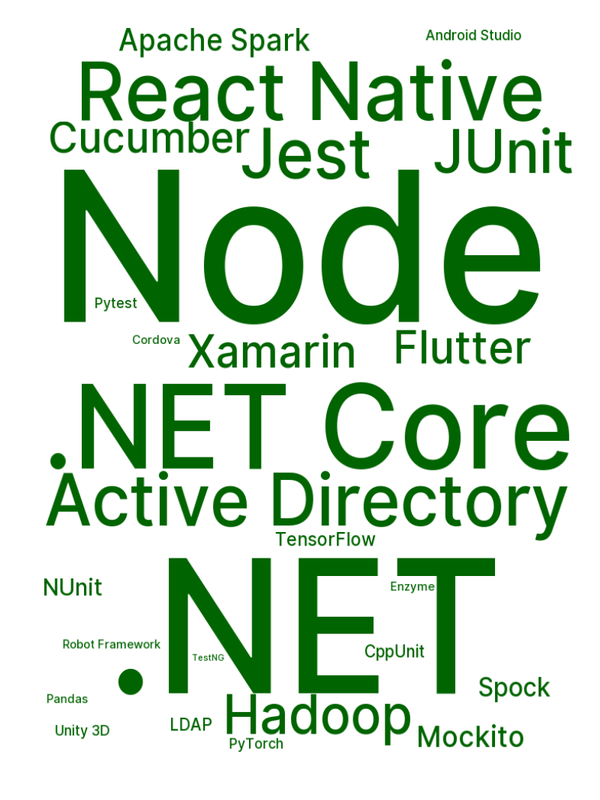 Apache Spark
Android Studio
React Native
Cucumber
Jest
JUnit
Node
Pytest
Cordova
Xamarin
Flutter
.NET Core
Active Directory
TensorFlow
.NET
NUnit
Enzyme
Robot Framework
TestNG
CppUnit
Spock
Pandas
Hadoop
LDAP
Unity 3D
PyTorch
Mockito